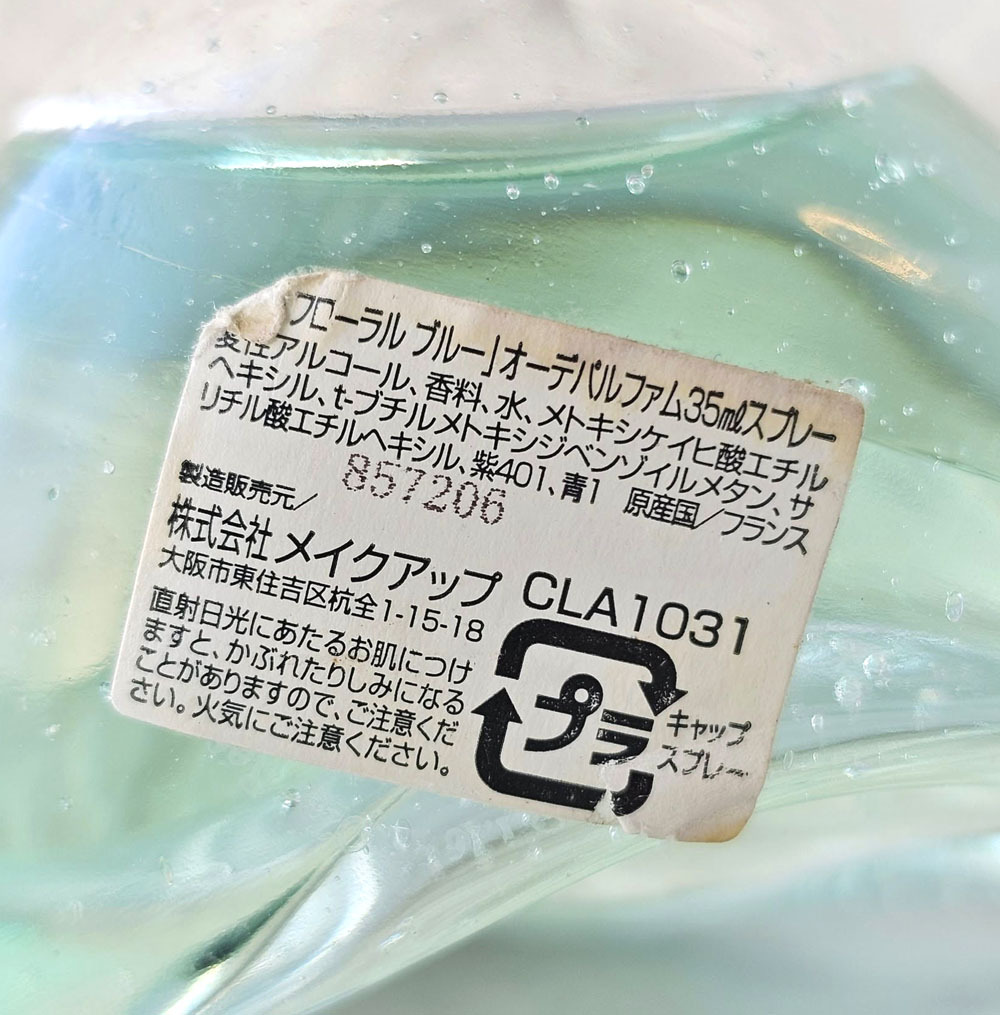 フローラル ブルー」オーデパルファム35mlスプレー
変性アルコール、香料、水、メトキシケイヒ酸エチル
ヘキシル、t-ブチルメトキシジベンゾイルメタン、サ
リチル酸エチルヘキシル、紫401、青1 原産国／フランス
857206
製造販売元／
株式会社 メイクアップ CLA1031
大阪市東住吉区杭全1-15-18
直射日光にあたるお肌につけ
ますと、かぶれたりしみになる
ことがありますので、ご注意くだ
さい。火気にご注意ください。
プラ
キャップ
スプレー